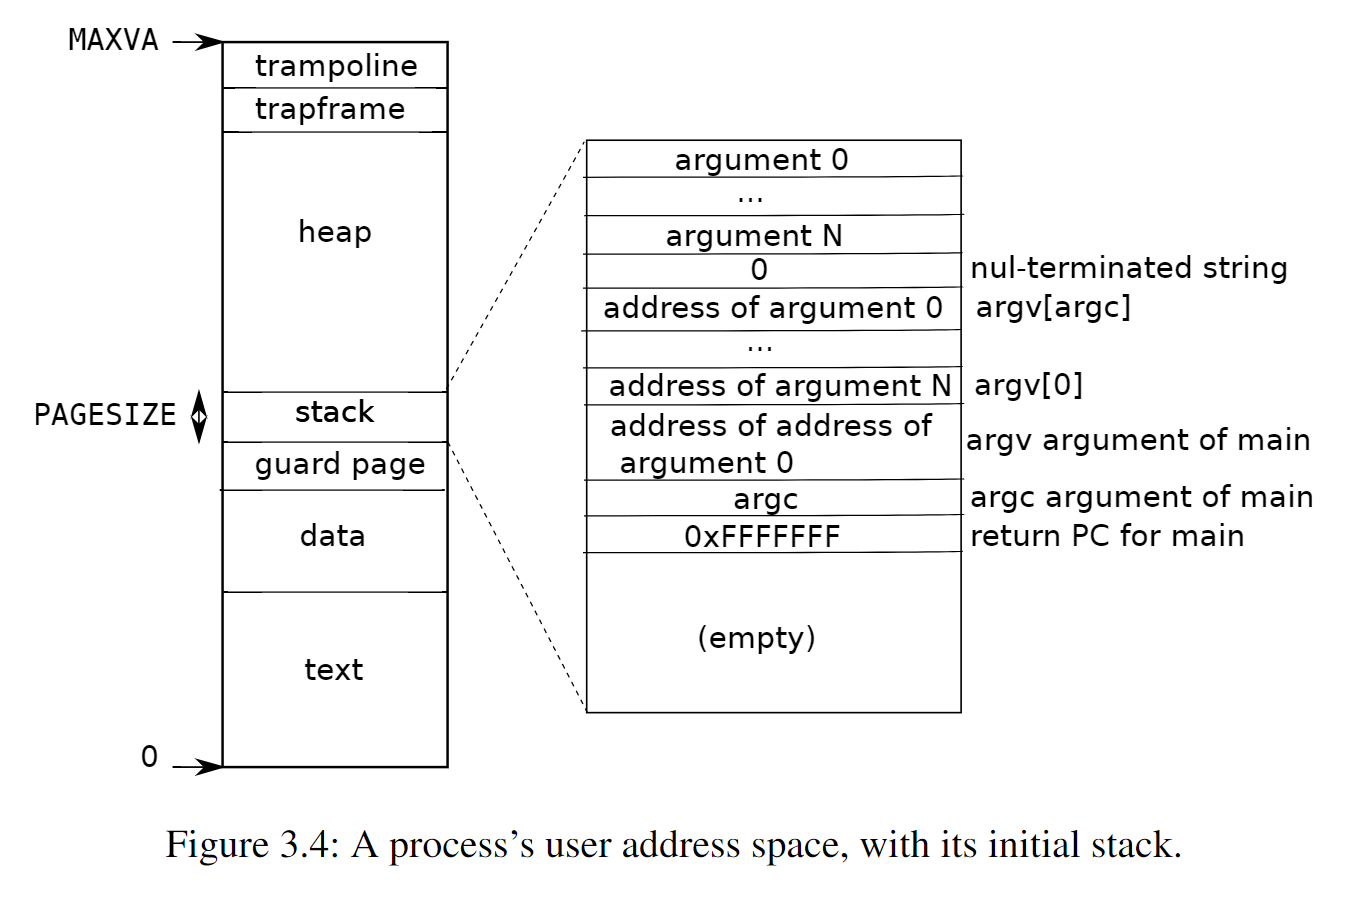 MAXVA
trampoline
trapframe
heap
PAGESIZE
stack
guard page
data
text
0
argument 0
...
argument N
0 nul-terminated string
address of argument 0 argv[argc]
...
address of argument N argv[0]
address of address of
argument 0
argv argument of main
argc argc argument of main
0xFFFFFFF return PC for main
(empty)
Figure 3.4: A process’s user address space, with its initial stack.